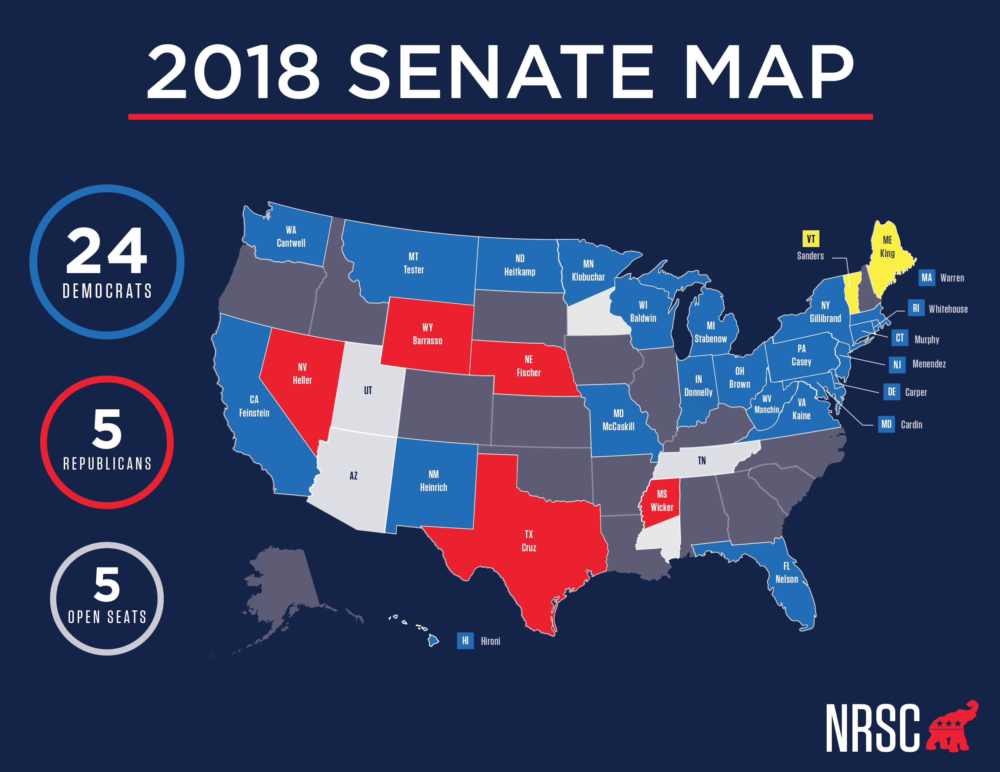 2018 SENATE MAP
24
DEMOCRATS
5
REPUBLICANS
5
OPEN SEATS
WA
Cantwell
MT
Tester
ND
Heitkamp
MN
Klobuchar
WI
Baldwin
MI
Stabenow
VT
Sanders
ME
King
MA Warren
NY
Gillibrand
RI Whitehouse
CT Murphy
PA
Casey
NJ Menendez
DE Carper
MD Cardin
WY
Barrasso
NE
Fischer
NV
Heller
UT
CA
Feinstein
IN
Donnelly
OH
Brown
WV
Manchin
VA
Kaine
MO
McCaskill
AZ
NM
Heinrich
TN
MS
Wicker
TX
Cruz
FL
Nelson
HI Hironi
NRSC